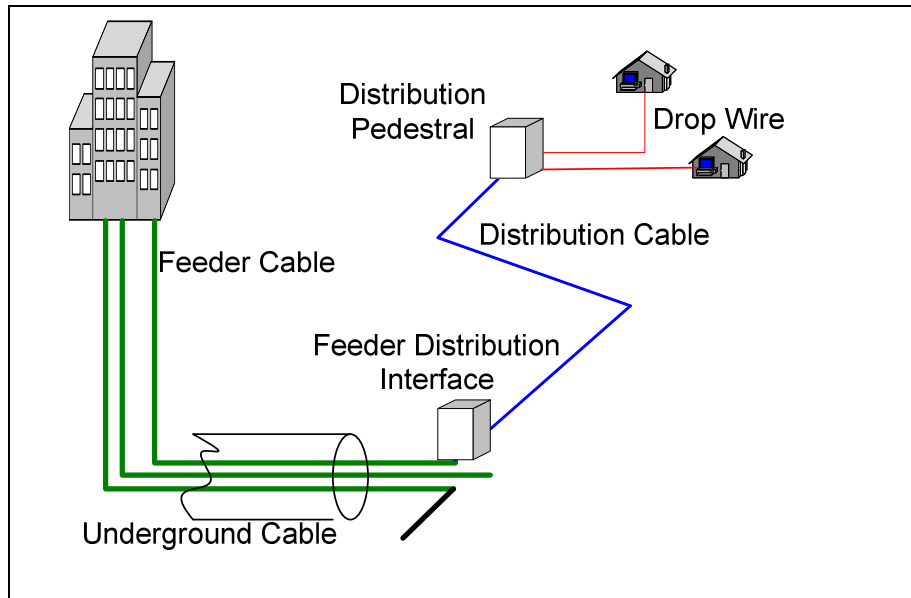 Distribution
Pedestral
Drop Wire
Distribution Cable
Feeder Cable
Feeder Distribution
Interface
Underground Cable